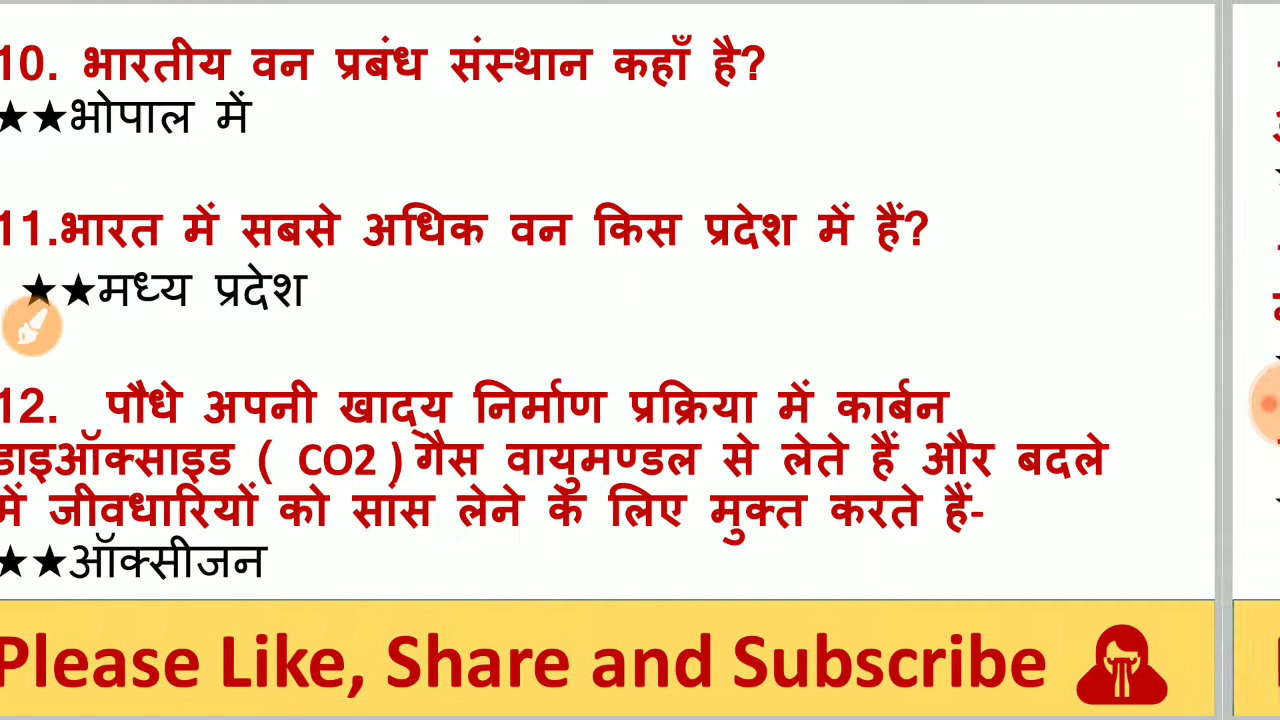 10. भारतीय वन प्रबंध संस्थान कहाँ है?
★★भोपाल में
11.भारत में सबसे अधिक वन किस प्रदेश में हैं?
★★मध्य प्रदेश
12. पौधे अपनी खाद्य निर्माण प्रक्रिया में कार्बन
डाइऑक्साइड ( CO2 ) गैस वायुमण्डल से लेते हैं और बदले
में जीवधारियों को सांस लेने के लिए मुक्त करते हैं-
★★ऑक्सीजन
Please Like, Share and Subscribe